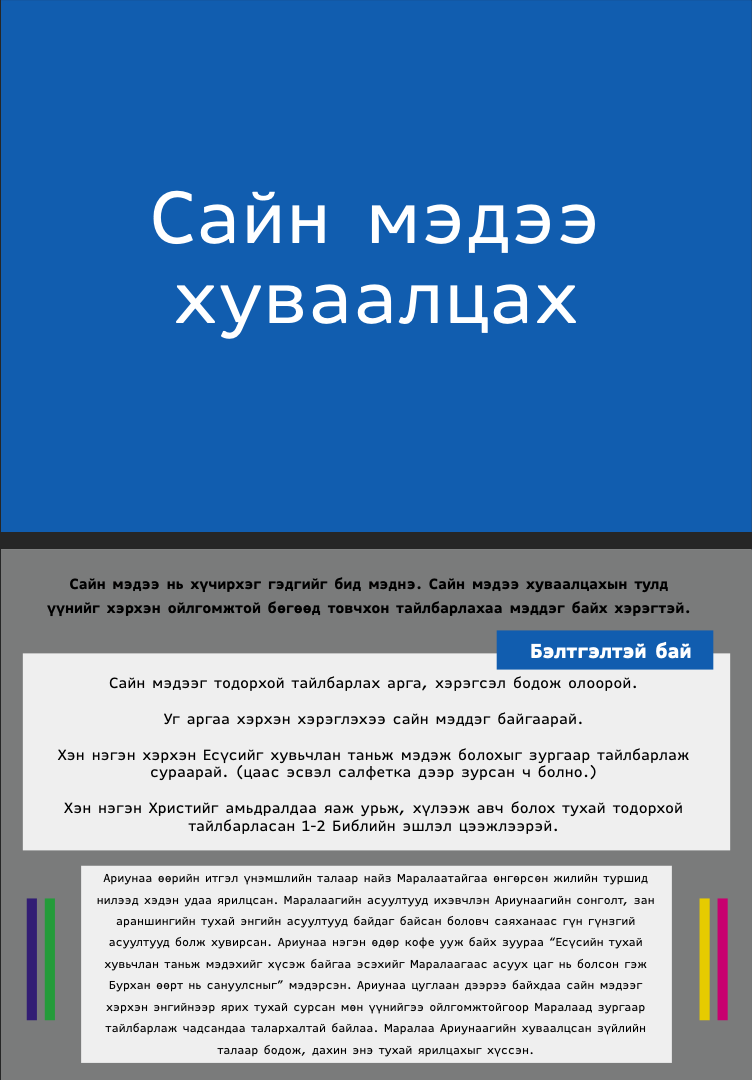 Сайн мэдээ
хуваалцах
Сайн мэдээ нь хүчирхэг гэдгийг бид мэднэ. Сайн мэдээ хуваалцахын тулд
үүнийг хэрхэн ойлгомжтой бөгөөд товчхон тайлбарлахаа мэддэг байх хэрэгтэй.
Бэлтгэлтэй бай
Сайн мэдээг тодорхой тайлбарлах арга, хэрэгсэл бодож олоорой.
Уг аргаа хэрхэн хэрэглэхээ сайн мэддэг байгаарай.
Хэн нэгэн хэрхэн Есүсийг хувьчлан таньж мэдэж болохыг зургаар тайлбарлаж
сураарай. (цаас эсвэл салфетка дээр зурсан ч болно.)
Хэн нэгэн Христийг амьдралдаа яаж урьж, хүлээж авч болох тухай тодорхой
тайлбарласан 1-2 Библийн эшлэл цээжлээрэй.
Ариунаа өөрийн итгэл үнэмшлийн талаар найз Маралаатайгаа өнгөрсөн жилийн туршид
нилээд хэдэн удаа ярилцсан. Маралаагийн асуултууд ихэвчлэн Ариунаагийн сонголт, зан
араншингийн тухай энгийн асуултууд байдаг байсан боловч саяханаас гүн гүнзгий
асуултууд болж хувирсан. Ариунаа нэгэн өдөр кофе ууж байх зуураа “Есүсийн тухай
хувьчлан таньж мэдэхийг хүсэж байгаа эсэхийг Маралаагаас асуух цаг нь болсон гэж
Бурхан өөрт нь сануулсныг” мэдэрсэн. Ариунаа цуглаан дээрээ байхдаа сайн мэдээг
хэрхэн энгийнээр ярих тухай сурсан мөн үүнийгээ ойлгомжтойгоор Маралаад зургаар
тайлбарлаж чадсандаа талархалтай байлаа. Маралаа Ариунаагийн хуваалцсан зүйлийн
талаар бодож, дахин энэ тухай ярилцахыг хүссэн.